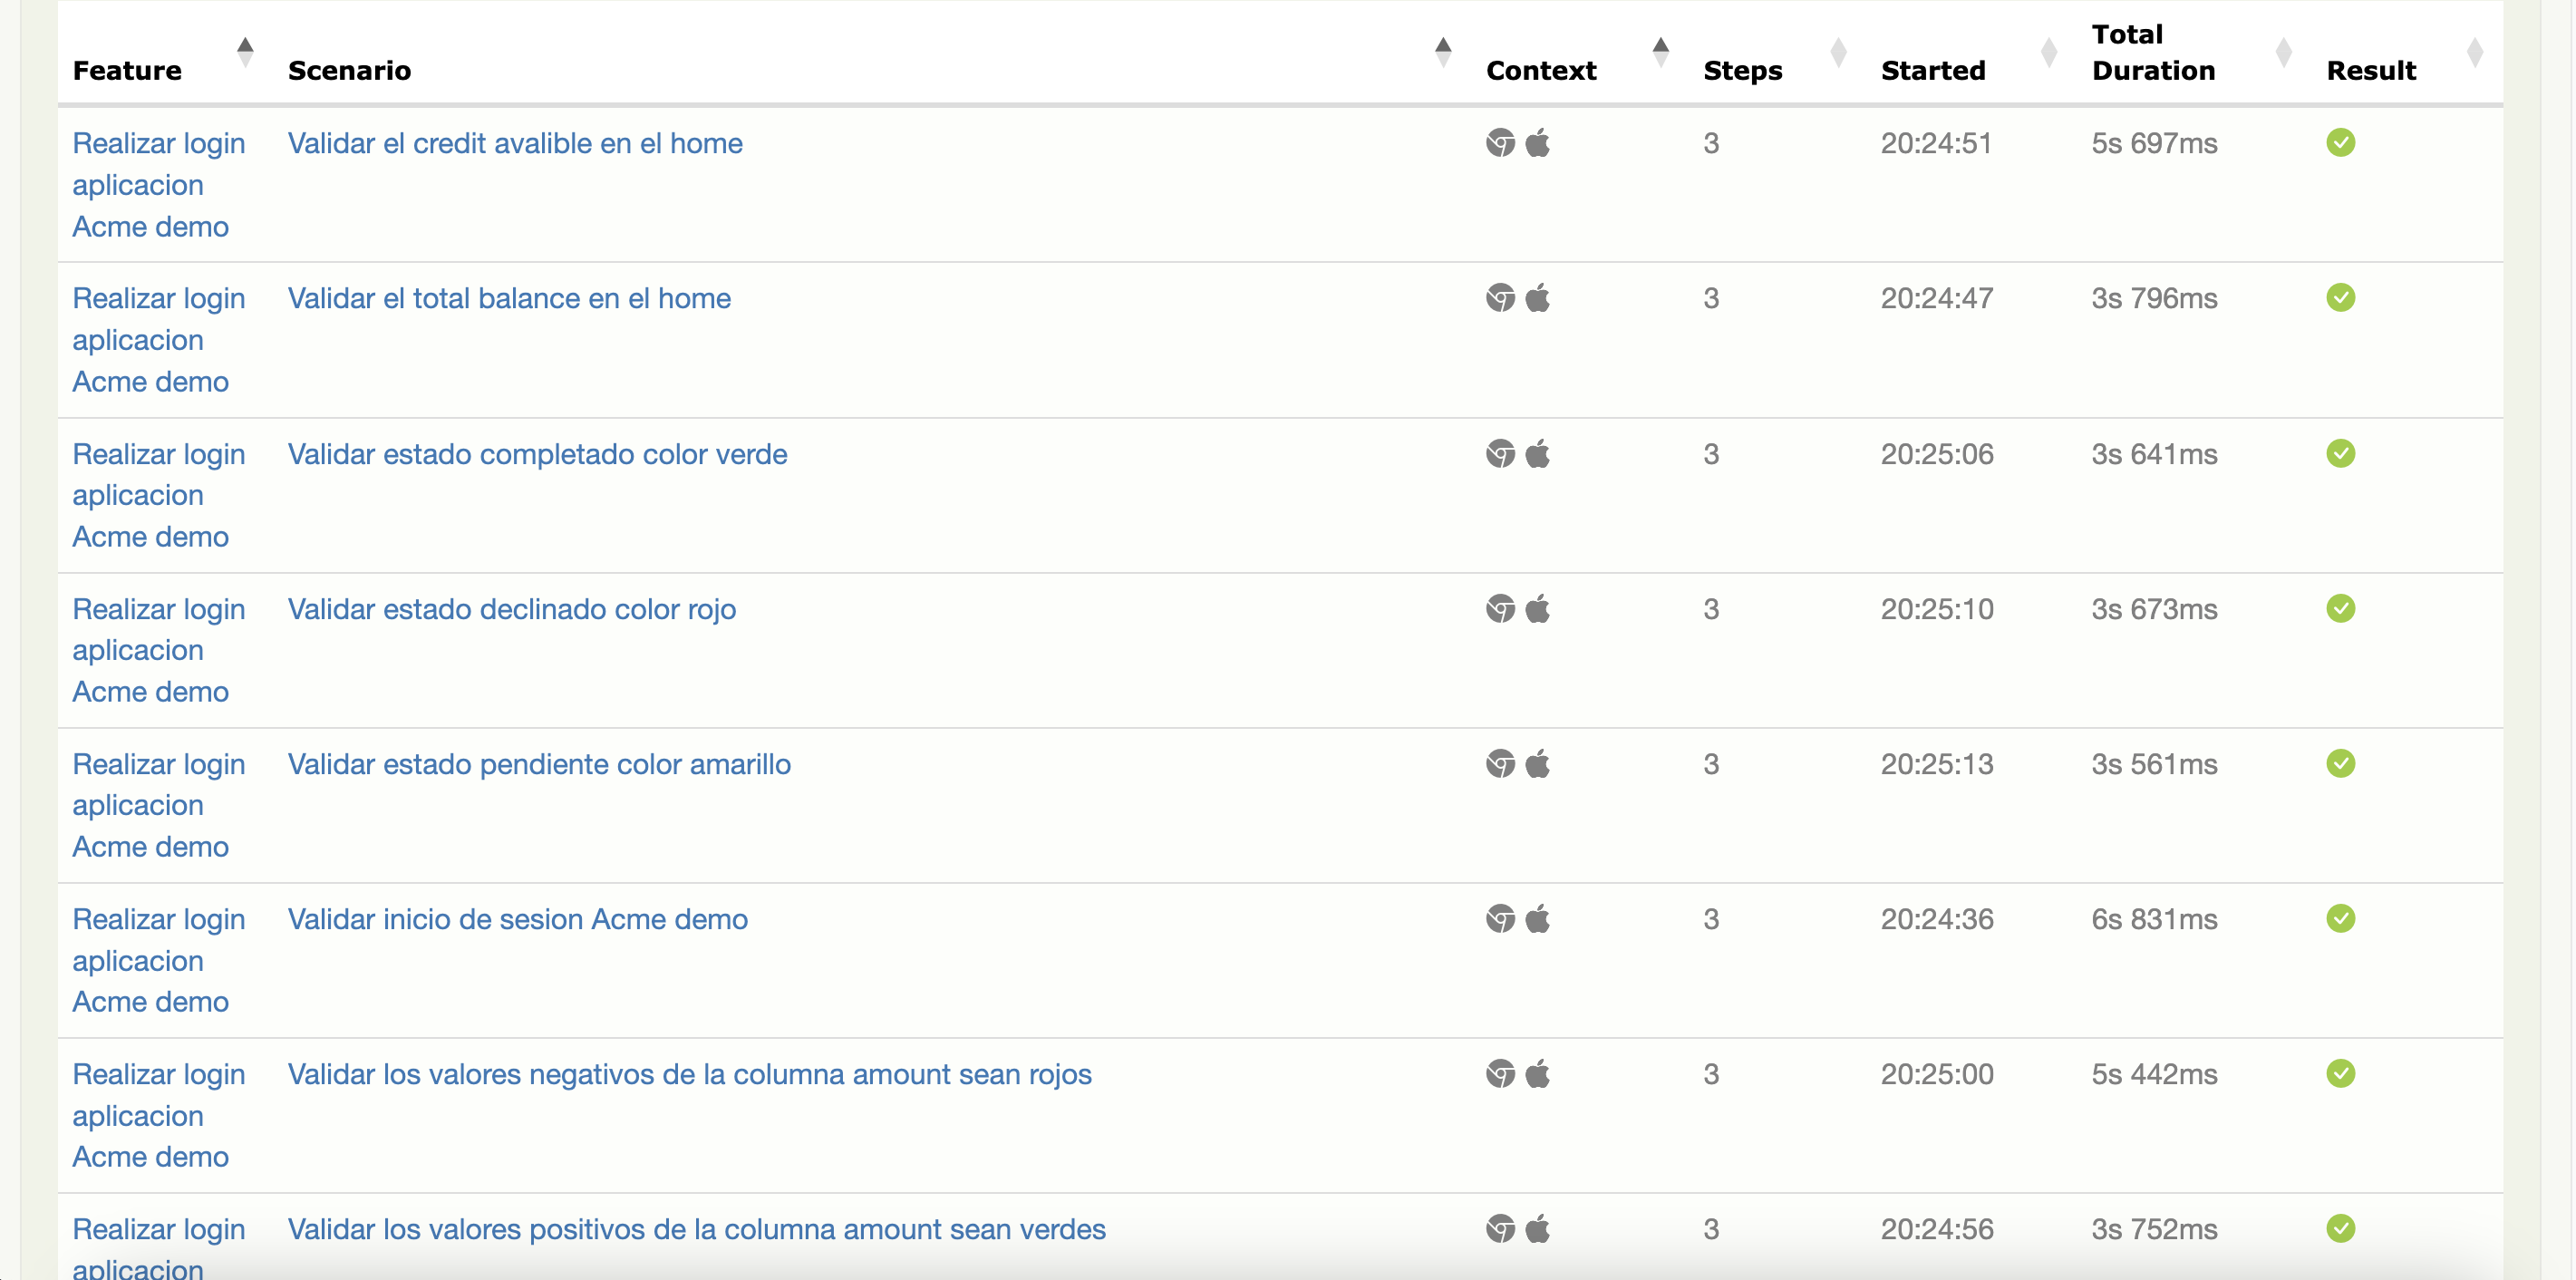 Feature Scenario Context Steps Started Total Duration Result
Realizar login aplicacion Acme demo Validar el credit avalible en el home 3 20:24:51 5s 697ms
Realizar login aplicacion Acme demo Validar el total balance en el home 3 20:24:47 3s 796ms
Realizar login aplicacion Acme demo Validar estado completado color verde 3 20:25:06 3s 641ms
Realizar login aplicacion Acme demo Validar estado declinado color rojo 3 20:25:10 3s 673ms
Realizar login aplicacion Acme demo Validar estado pendiente color amarillo 3 20:25:13 3s 561ms
Realizar login aplicacion Acme demo Validar inicio de sesion Acme demo 3 20:24:36 6s 831ms
Realizar login aplicacion Acme demo Validar los valores negativos de la columna amount sean rojos 3 20:25:00 5s 442ms
Realizar login aplicacion Validar los valores positivos de la columna amount sean verdes 3 20:24:56 3s 752ms